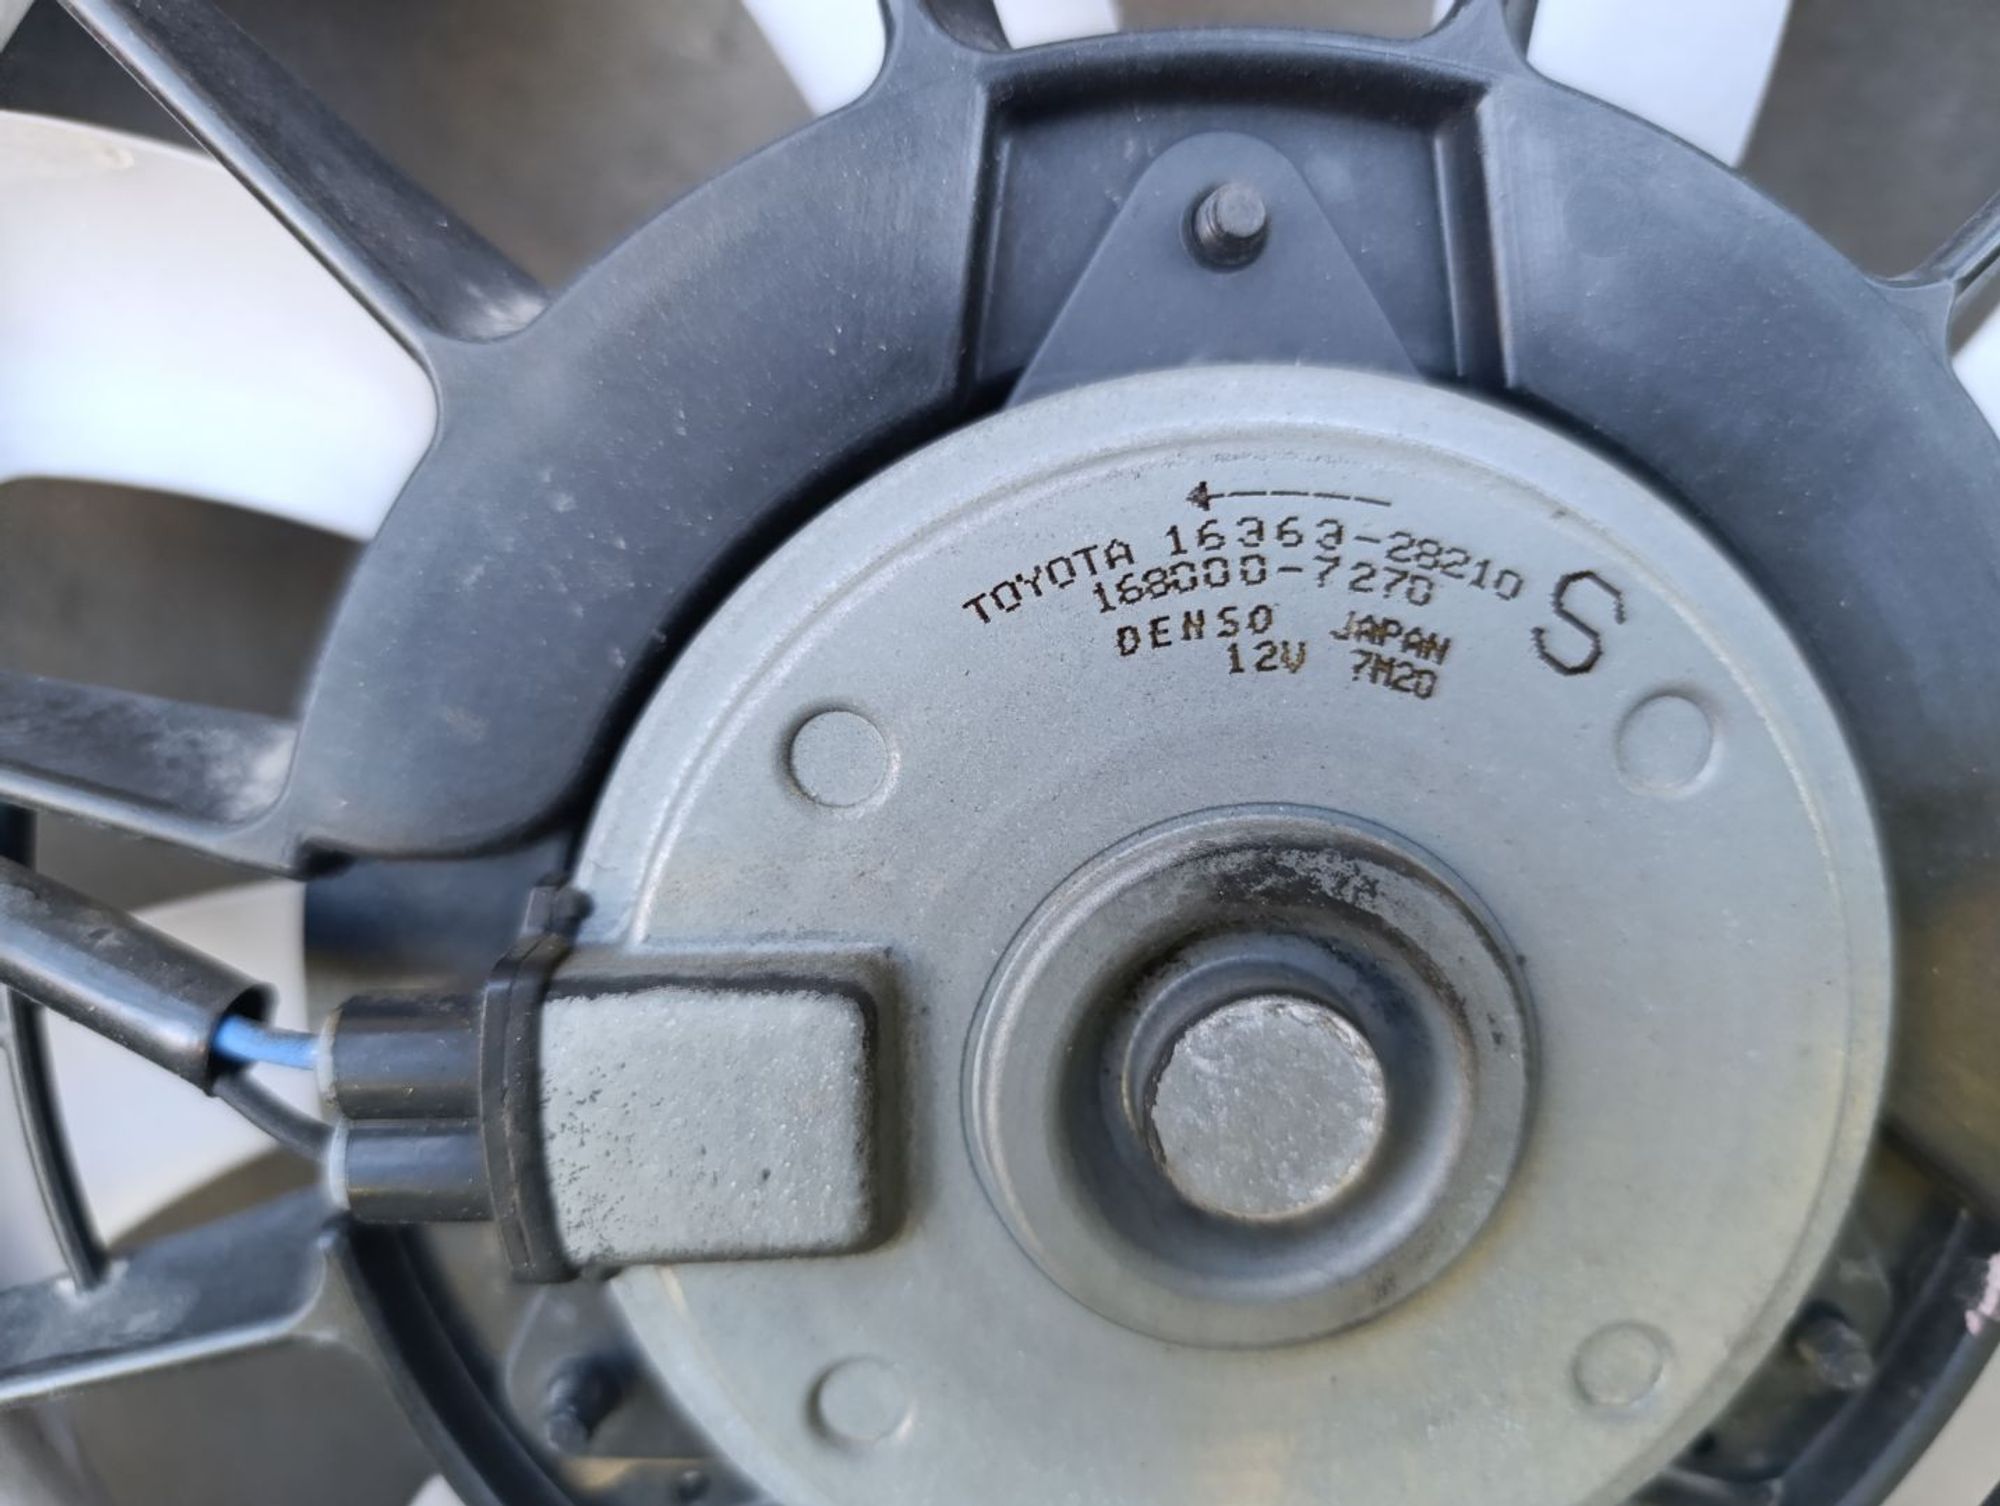 TOYOTA 16363-28210 S
168000-7270
DENSO JAPAN
12V 7M20